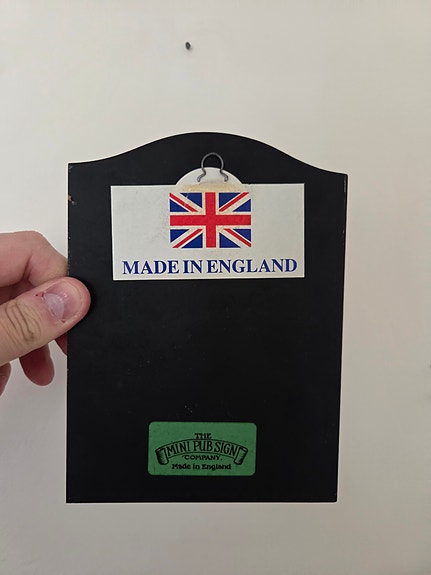 MADE IN ENGLAND
THE
MINI PUB SIGN
COMPANY.
Made in England